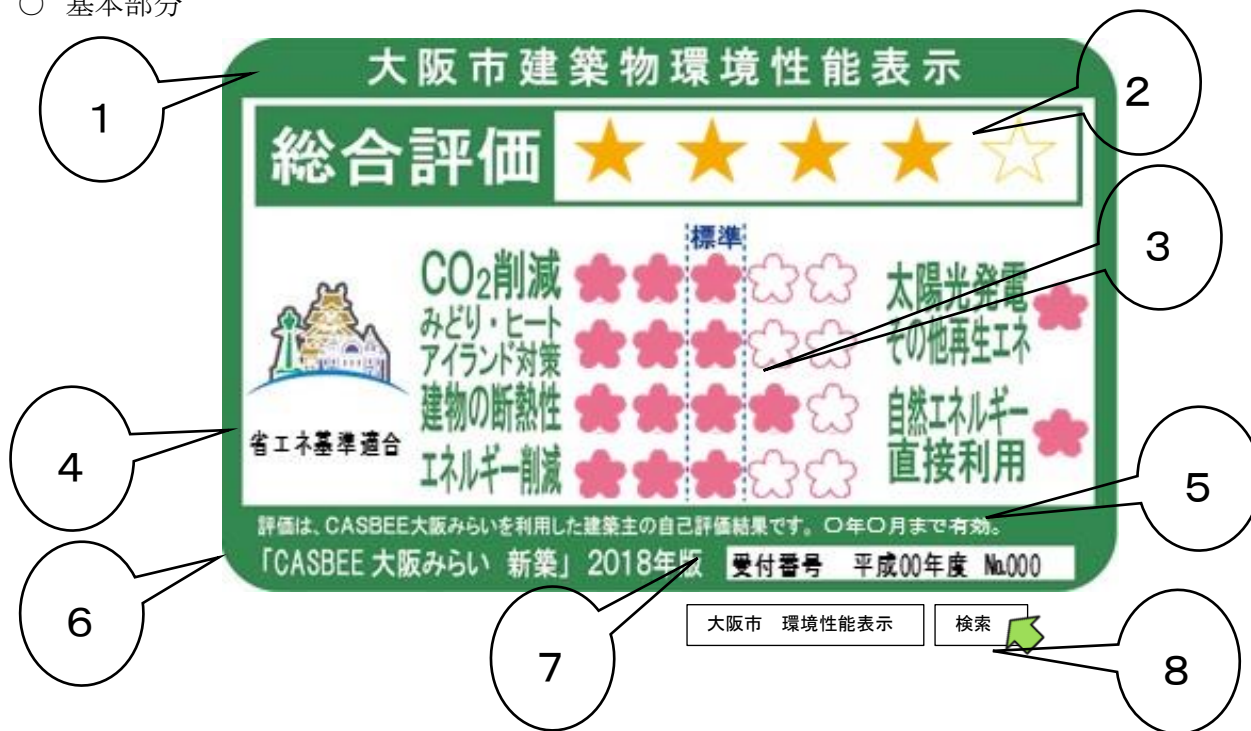 ○ 基本部分
大阪市建築物環境性能表示
1
2
総合評価 ★ ★ ★ ★ ☆
標準
3
CO₂削減
みどり・ヒート
アイランド対策
建物の断熱性
エネルギー削減
太陽光発電
その他再生エネ
自然エネルギー
直接利用
4
省エネ基準適合
5
評価は、CASBEE大阪みらいを利用した建築主の自己評価結果です。〇年〇月まで有効。
6
「CASBEE 大阪みらい 新築」 2018年版 受付番号 平成00年度 №000
7
大阪市 環境性能表示 検索
8